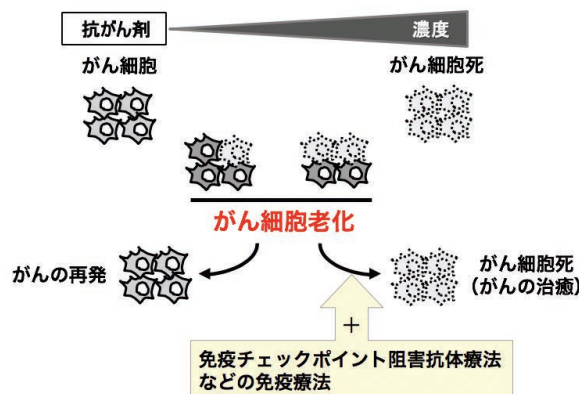 抗がん剤
濃度
がん細胞
がん細胞死
がん細胞老化
がんの再発
がん細胞死
(がんの治癒)
+
免疫チェックポイント阻害抗体療法
などの免疫療法